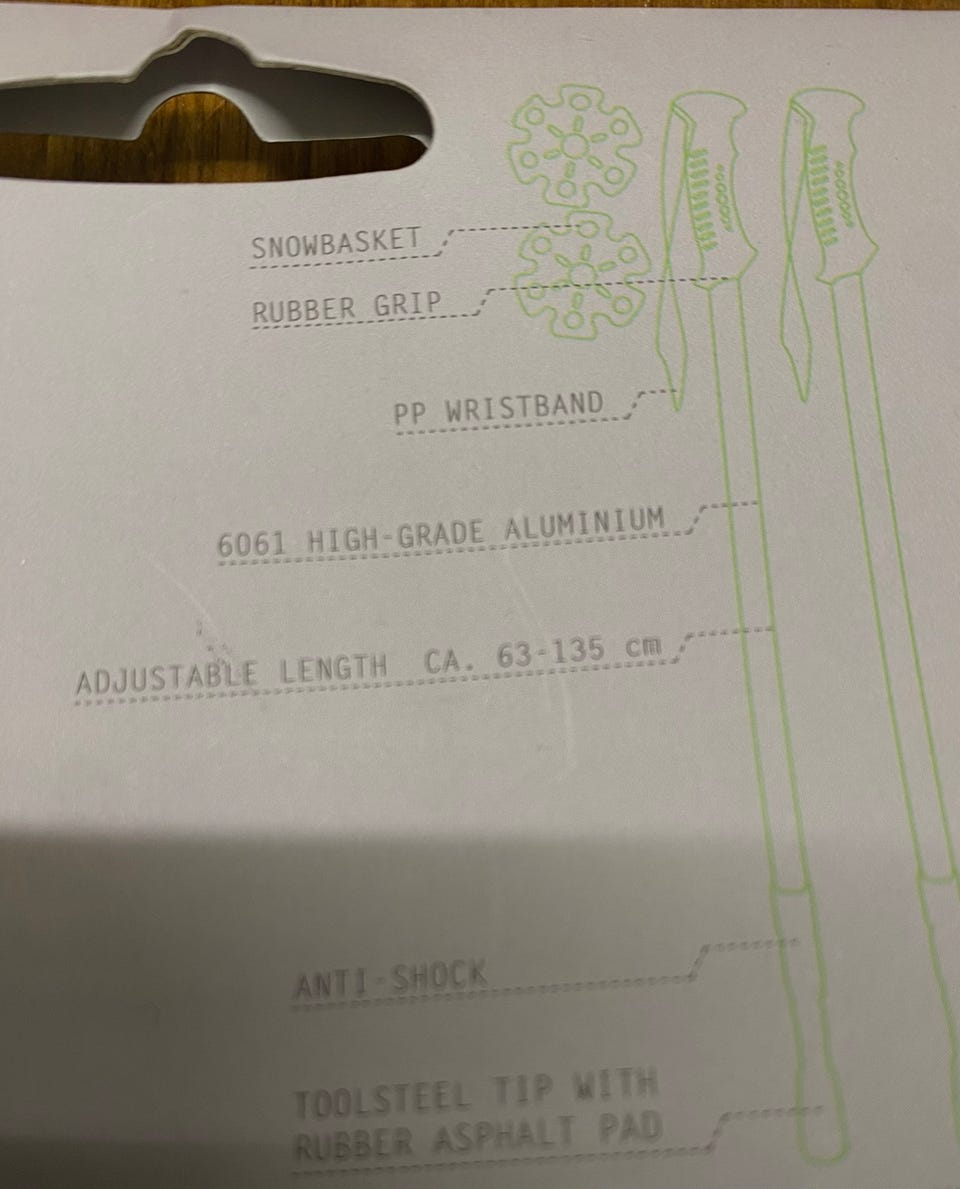 SNOWBASKET
RUBBER GRIP
PP WRISTBAND
6061 HIGH-GRADE ALUMINIUM
ADJUSTABLE LENGTH CA. 63-135 cm
ANTI-SHOCK
TOOLSTEEL TIP WITH
RUBBER ASPHALT PAD